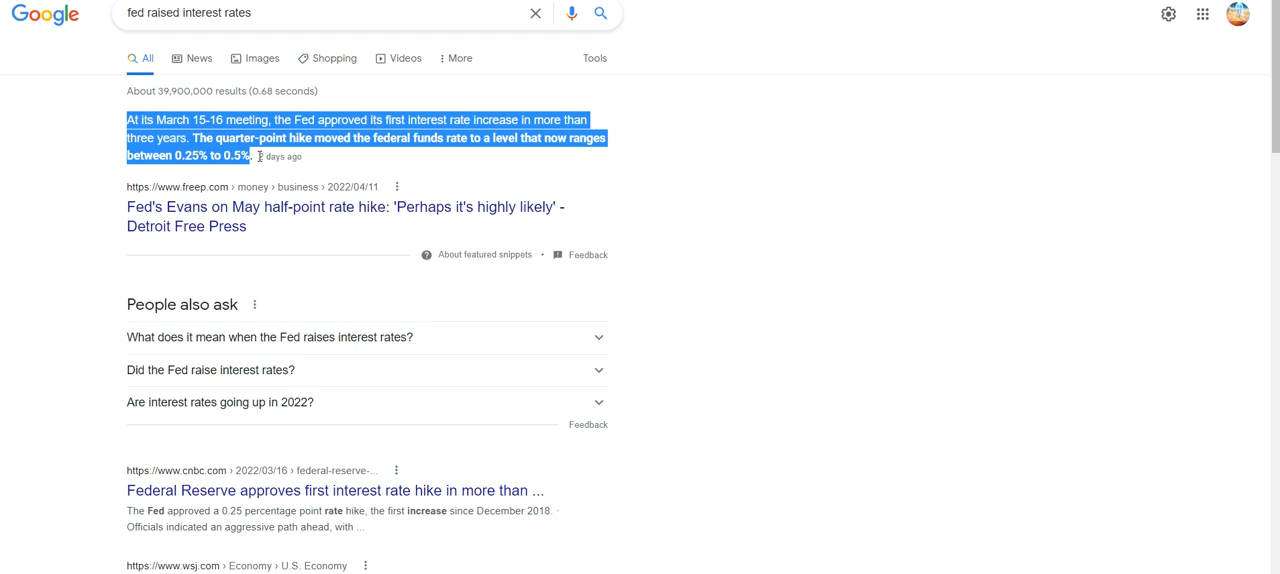 Google
fed raised interest rates
All News Images Shopping Videos More Tools
About 39,900,000 results (0.68 seconds)
At its March 15-16 meeting, the Fed approved its first interest rate increase in more than
three years. The quarter-point hike moved the federal funds rate to a level that now ranges
between 0.25% to 0.5%. 2 days ago
https://www.freep.com › money › business › 2022/04/11
Fed's Evans on May half-point rate hike: 'Perhaps it's highly likely' -
Detroit Free Press
About featured snippets • Feedback
People also ask
What does it mean when the Fed raises interest rates?
Did the Fed raise interest rates?
Are interest rates going up in 2022?
Feedback
https://www.cnbc.com › 2022/03/16 › federal-reserve-...
Federal Reserve approves first interest rate hike in more than ...
The Fed approved a 0.25 percentage point rate hike, the first increase since December 2018. ·
Officials indicated an aggressive path ahead, with ...
https://www.wsj.com › Economy › U.S. Economy